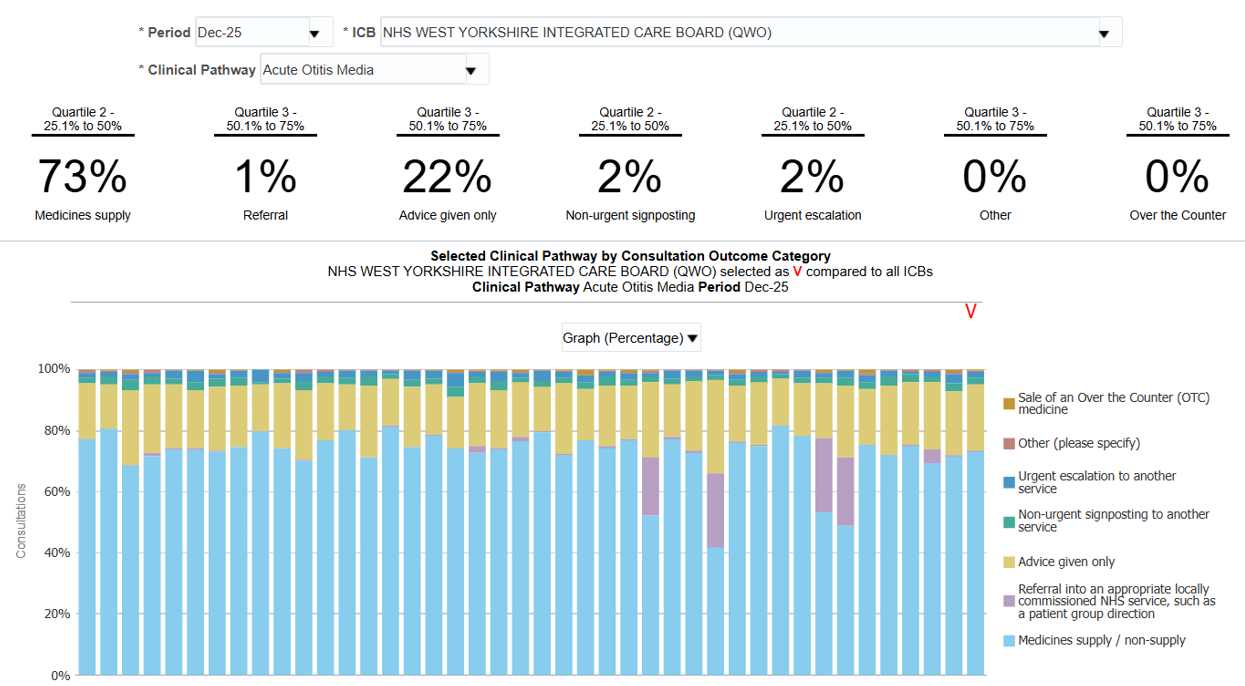 * Period Dec-25 * ICB NHS WEST YORKSHIRE INTEGRATED CARE BOARD (QWO)
* Clinical Pathway Acute Otitis Media
Quartile 2 -
25.1% to 50%
73%
Medicines supply
Quartile 3 -
50.1% to 75%
1%
Referral
Quartile 3 -
50.1% to 75%
22%
Advice given only
Quartile 2 -
25.1% to 50%
2%
Non-urgent signposting
Quartile 2 -
25.1% to 50%
2%
Urgent escalation
Quartile 3 -
50.1% to 75%
0%
Other
Quartile 3 -
50.1% to 75%
0%
Over the Counter
Selected Clinical Pathway by Consultation Outcome Category
NHS WEST YORKSHIRE INTEGRATED CARE BOARD (QWO) selected as V compared to all ICBs
Clinical Pathway Acute Otitis Media Period Dec-25
V
Graph (Percentage)
100%
80%
60%
40%
20%
0%
Consultations
Sale of an Over the Counter (OTC)
medicine
Other (please specify)
Urgent escalation to another
service
Non-urgent signposting to another
service
Advice given only
Referral into an appropriate locally
commissioned NHS service, such as
a patient group direction
Medicines supply / non-supply